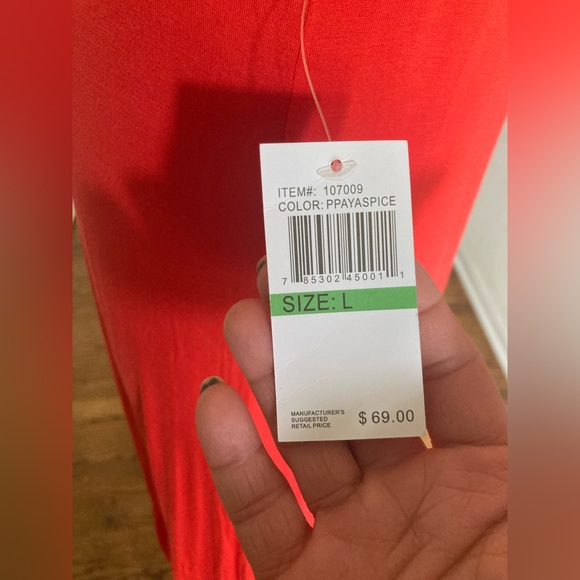 ITEM#: 107009
COLOR: PPAYASPICE
7 85302 45001 1
SIZE: L
MANUFACTURER'S
SUGGESTED
RETAIL PRICE
$ 69.00